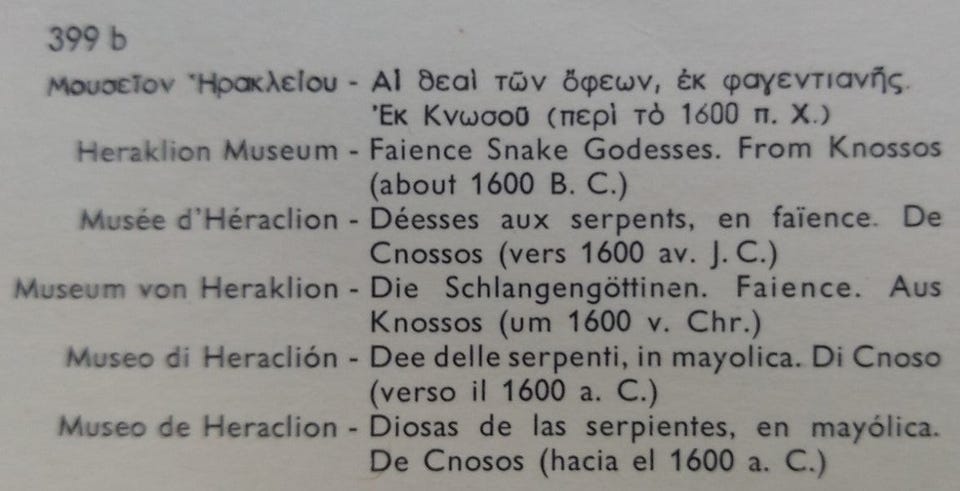 399 b
Μουσεῖον Ἡρακλείου - Αἱ θεαὶ τῶν ὄφεων, ἐκ φαγεντιανῆς.
Ἐκ Κνωσοῦ (περὶ τὸ 1600 π. Χ.)
Heraklion Museum - Faience Snake Godesses. From Knossos
(about 1600 B. C.)
Musée d'Héraclion - Déesses aux serpents, en faïence. De
Cnossos (vers 1600 av. J. C.)
Museum von Heraklion - Die Schlangengöttinen. Faience. Aus
Knossos (um 1600 v. Chr.)
Museo di Heraclión - Dee delle serpenti, in mayolica. Di Cnoso
(verso il 1600 a. C.)
Museo de Heraclion - Diosas de las serpientes, en mayólica.
De Cnosos (hacia el 1600 a. C.)